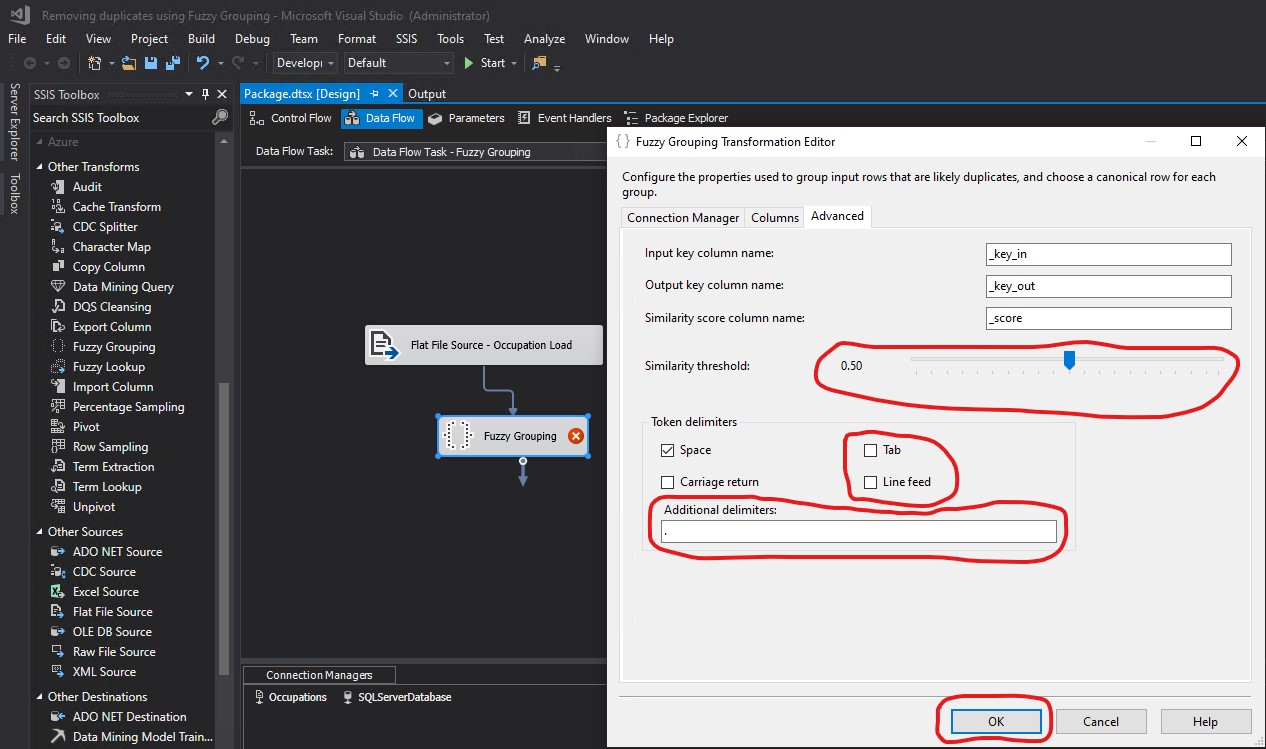 Removing duplicates using Fuzzy Grouping - Microsoft Visual Studio (Administrator)
File Edit View Project Build Debug Team Format SSIS Tools Test Analyze Window Help
Develop Default Start
Server Explorer
Toolbox
SSIS Toolbox
Search SSIS Toolbox
Azure
Other Transforms
Audit
Cache Transform
CDC Splitter
Character Map
Copy Column
Data Mining Query
DQS Cleansing
Export Column
Fuzzy Grouping
Fuzzy Lookup
Import Column
Percentage Sampling
Pivot
Row Sampling
Term Extraction
Term Lookup
Unpivot
Other Sources
ADO NET Source
CDC Source
Excel Source
Flat File Source
OLE DB Source
Raw File Source
XML Source
Other Destinations
ADO NET Destination
Data Mining Model Train...
Package.dtsx [Design] Output
Control Flow Data Flow Parameters Event Handlers Package Explorer
Data Flow Task: Data Flow Task - Fuzzy Grouping
Flat File Source - Occupation Load
Fuzzy Grouping
Connection Managers
Occupations SQLServerDatabase
Fuzzy Grouping Transformation Editor
Configure the properties used to group input rows that are likely duplicates, and choose a canonical row for each
group.
Connection Manager Columns Advanced
Input key column name: _key_in
Output key column name: _key_out
Similarity score column name: _score
Similarity threshold: 0.50
Token delimiters
Space Tab
Carriage return Line feed
Additional delimiters:
.
OK Cancel Help